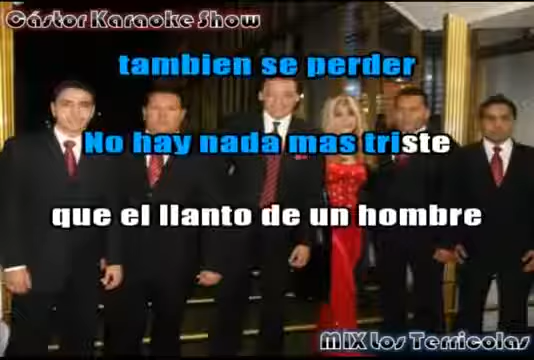 Cástor Karaoke Show
tambien se perder
No hay nada mas triste
que el llanto de un hombre
MIX Los Terricolas